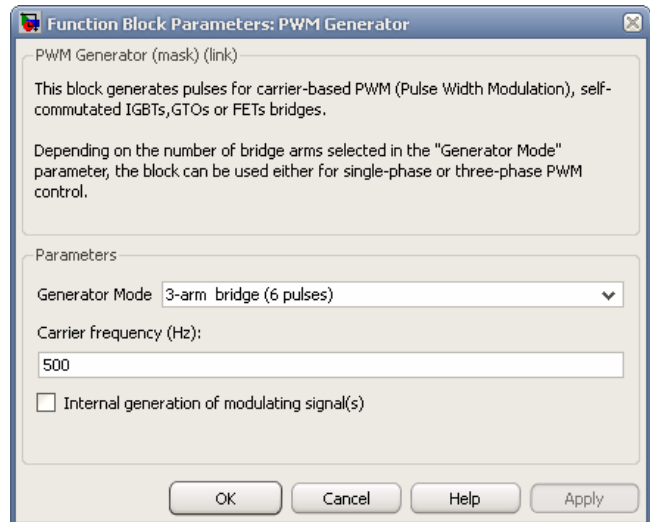 Function Block Parameters: PWM Generator
PWM Generator (mask) (link)
This block generates pulses for carrier-based PWM (Pulse Width Modulation), self-
commutated IGBTs,GTOs or FETs bridges.
Depending on the number of bridge arms selected in the "Generator Mode"
parameter, the block can be used either for single-phase or three-phase PWM
control.
Parameters
Generator Mode 3-arm bridge (6 pulses)
Carrier frequency (Hz):
500
Internal generation of modulating signal(s)
OK Cancel Help Apply